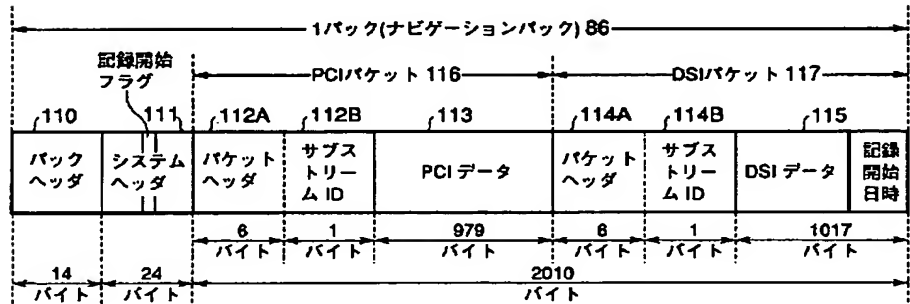 1パック(ナビゲーションパック) 86
記録開始
フラグ
PCIパケット 116
DSIパケット 117
110
111
112A
112B
113
114A
114B
115
パック
ヘッダ
システム
ヘッダ
パケット
ヘッダ
サブス
トリー
ム ID
PCI データ
パケット
ヘッダ
サブス
トリー
ム ID
DSI データ
記録
開始
日時
6
バイト
1
バイト
979
バイト
6
バイト
1
バイト
1017
バイト
14
バイト
24
バイト
2010
バイト